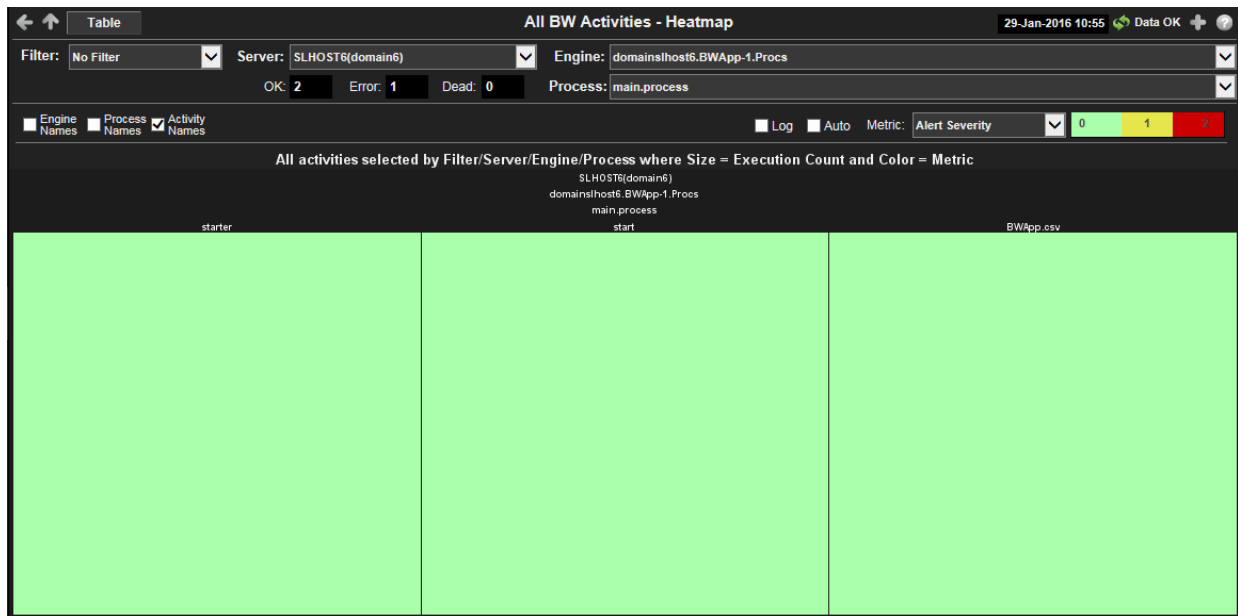 Table All BW Activities - Heatmap 29-Jan-2016 10:55 Data OK ?
Filter: No Filter Server: SLHOST6(domain6) Engine: domainslhost6.BWApp-1.Procs
OK: 2 Error: 1 Dead: 0 Process: main.process
Engine Names Process Names Activity Names Log Auto Metric: Alert Severity 0 1 2
All activities selected by Filter/Server/Engine/Process where Size = Execution Count and Color = Metric
SLHOST6(domain6)
domainslhost6.BWApp-1.Procs
main.process
starter start BWApp.csv